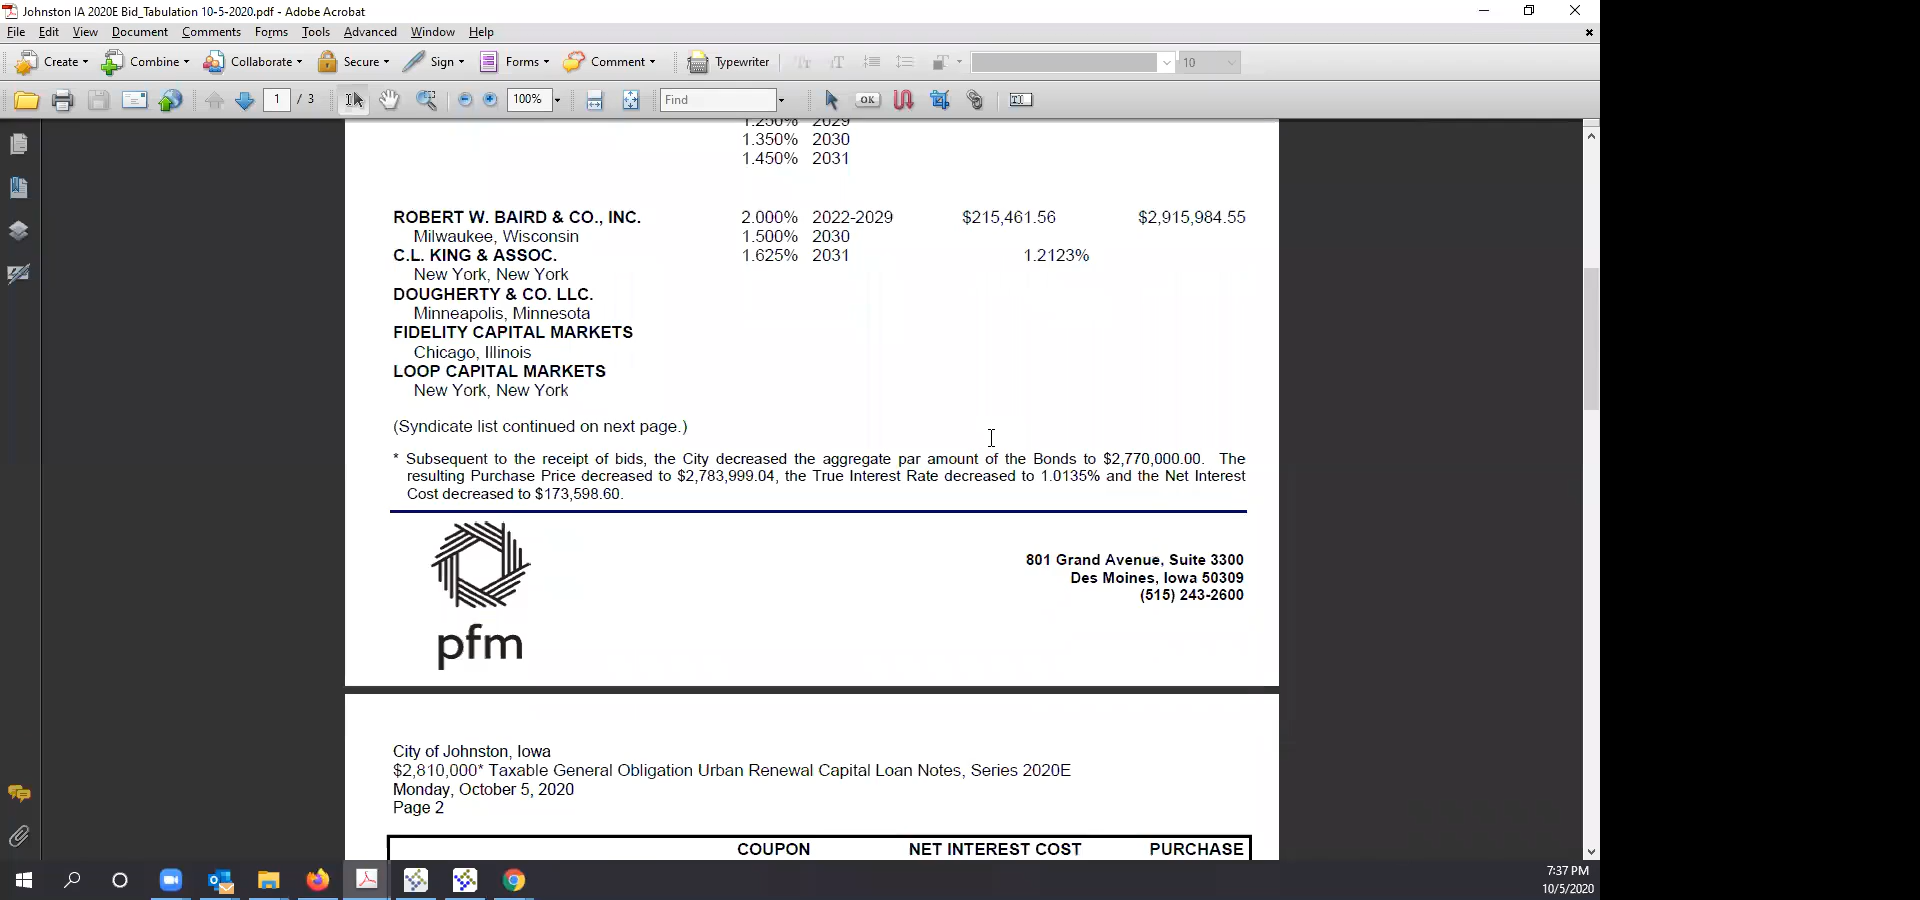 Johnston IA 2020E Bid_Tabulation 10-5-2020.pdf - Adobe Acrobat
File Edit View Document Comments Forms Tools Advanced Window Help
Create Combine Collaborate Secure Sign Forms Comment Typewriter 10
1 / 3 100% Find OK
1.250% 2029
1.350% 2030
1.450% 2031
ROBERT W. BAIRD & CO., INC. 2.000% 2022-2029 $215,461.56 $2,915,984.55
Milwaukee, Wisconsin 1.500% 2030
C.L. KING & ASSOC. 1.625% 2031 1.2123%
New York, New York
DOUGHERTY & CO. LLC.
Minneapolis, Minnesota
FIDELITY CAPITAL MARKETS
Chicago, Illinois
LOOP CAPITAL MARKETS
New York, New York
(Syndicate list continued on next page.)
* Subsequent to the receipt of bids, the City decreased the aggregate par amount of the Bonds to $2,770,000.00. The
resulting Purchase Price decreased to $2,783,999.04, the True Interest Rate decreased to 1.0135% and the Net Interest
Cost decreased to $173,598.60.
801 Grand Avenue, Suite 3300
Des Moines, Iowa 50309
(515) 243-2600
pfm
City of Johnston, Iowa
$2,810,000* Taxable General Obligation Urban Renewal Capital Loan Notes, Series 2020E
Monday, October 5, 2020
Page 2
COUPON NET INTEREST COST PURCHASE
7:37 PM
10/5/2020